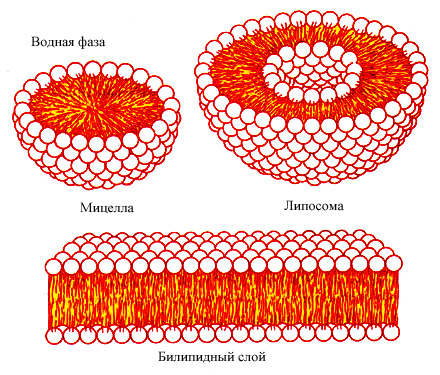 Водная фаза
Мицелла
Липосома
Билипидный слой